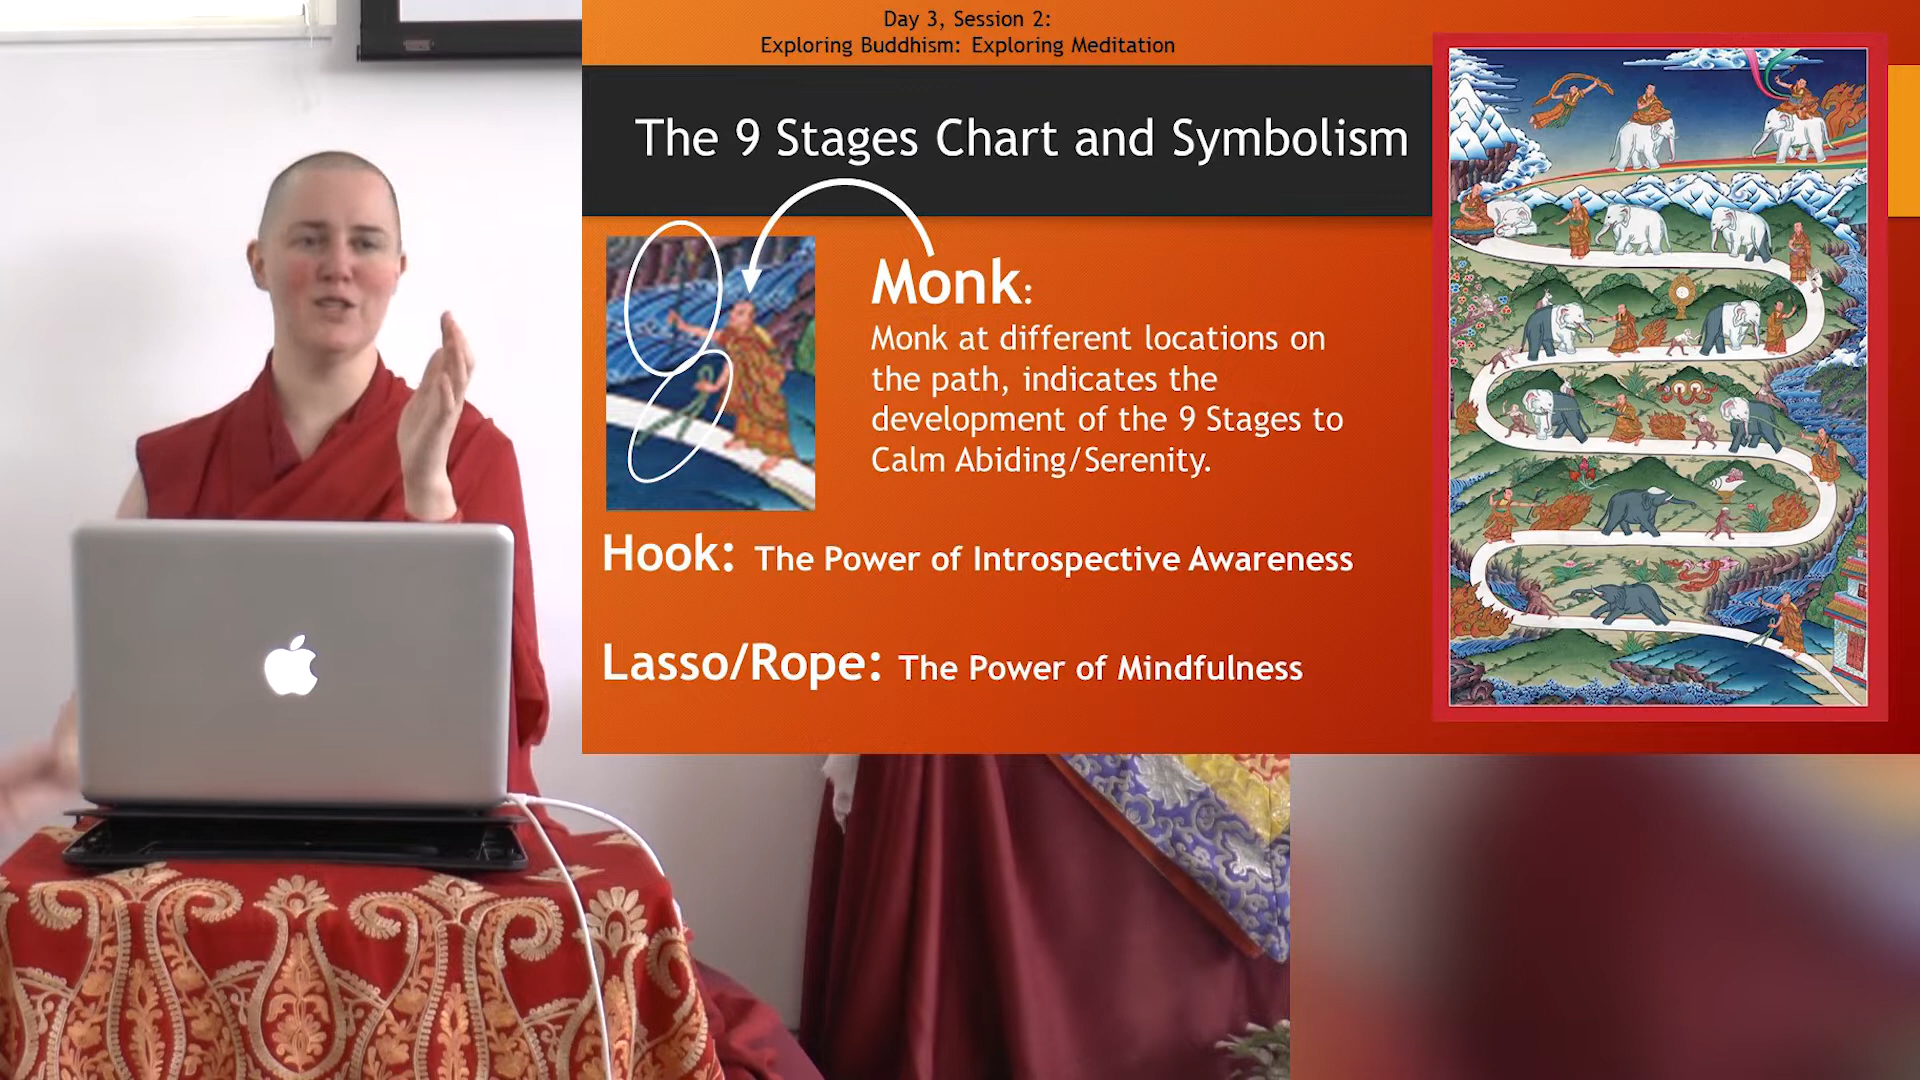 Day 3, Session 2:
Exploring Buddhism: Exploring Meditation
The 9 Stages Chart and Symbolism
Monk:
Monk at different locations on
the path, indicates the
development of the 9 Stages to
Calm Abiding/Serenity.
Hook: The Power of Introspective Awareness
Lasso/Rope: The Power of Mindfulness